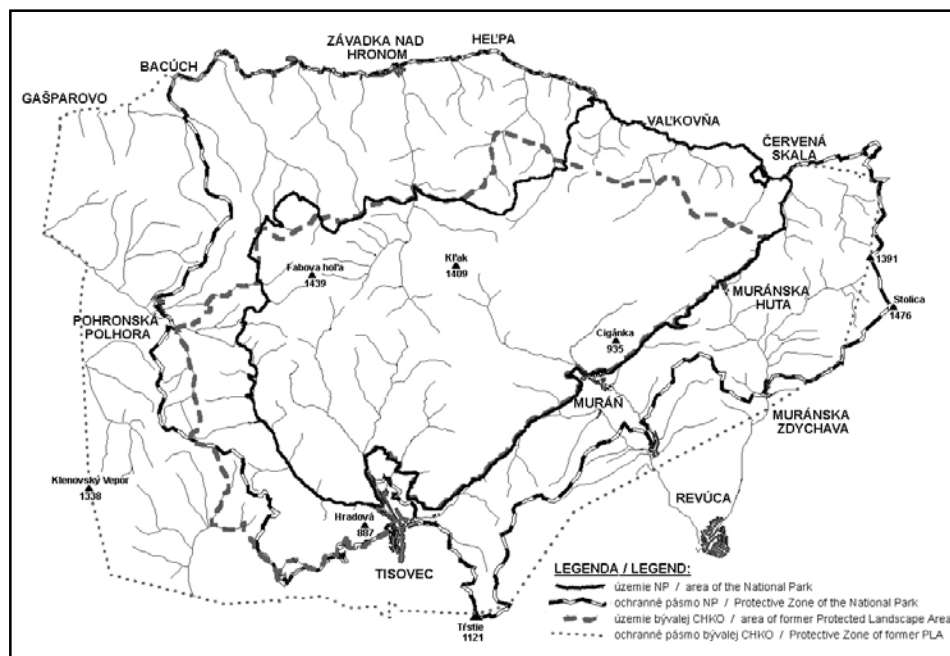 ZÁVADKA NAD
HRONOM
HEĽPA
BACÚCH
GAŠPAROVO
VAĽKOVŇA
ČERVENÁ
SKALA
Fabova hoľa
1439
Kľak
1409
1391
MURÁNSKA
HUTA
Stolica
1476
POHRONSKÁ
POLHORA
Cigánka
935
MURÁŇ
MURÁNSKA
ZDYCHAVA
Klenovský Vepor
1338
REVÚCA
Hradová
887
TISOVEC
Tŕstie
1121
LEGENDA / LEGEND:
územie NP / area of the National Park
ochranné pásmo NP / Protective Zone of the National Park
územie bývalej CHKO / area of former Protected Landscape Area
ochranné pásmo bývalej CHKO / Protective Zone of former PLA